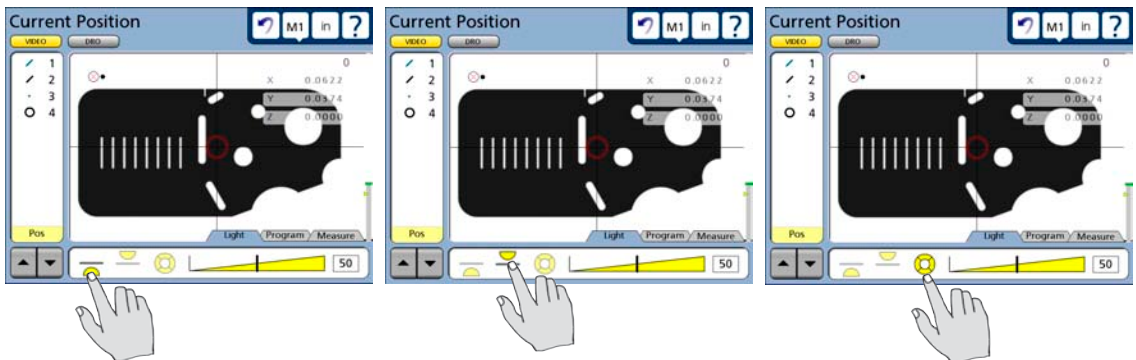 Current Position
M1 in ?
VIDEO DRO
1
2
3
4
0
X 0.0622
Y 0.0374
Z 0.0000
Pos
Light Program Measure
50
Current Position
M1 in ?
VIDEO DRO
1
2
3
4
0
X 0.0622
Y 0.0374
Z 0.0000
Pos
Light Program Measure
50
Current Position
M1 in ?
VIDEO DRO
1
2
3
4
0
X 0.0622
Y 0.0374
Z 0.0000
Pos
Light Program Measure
50